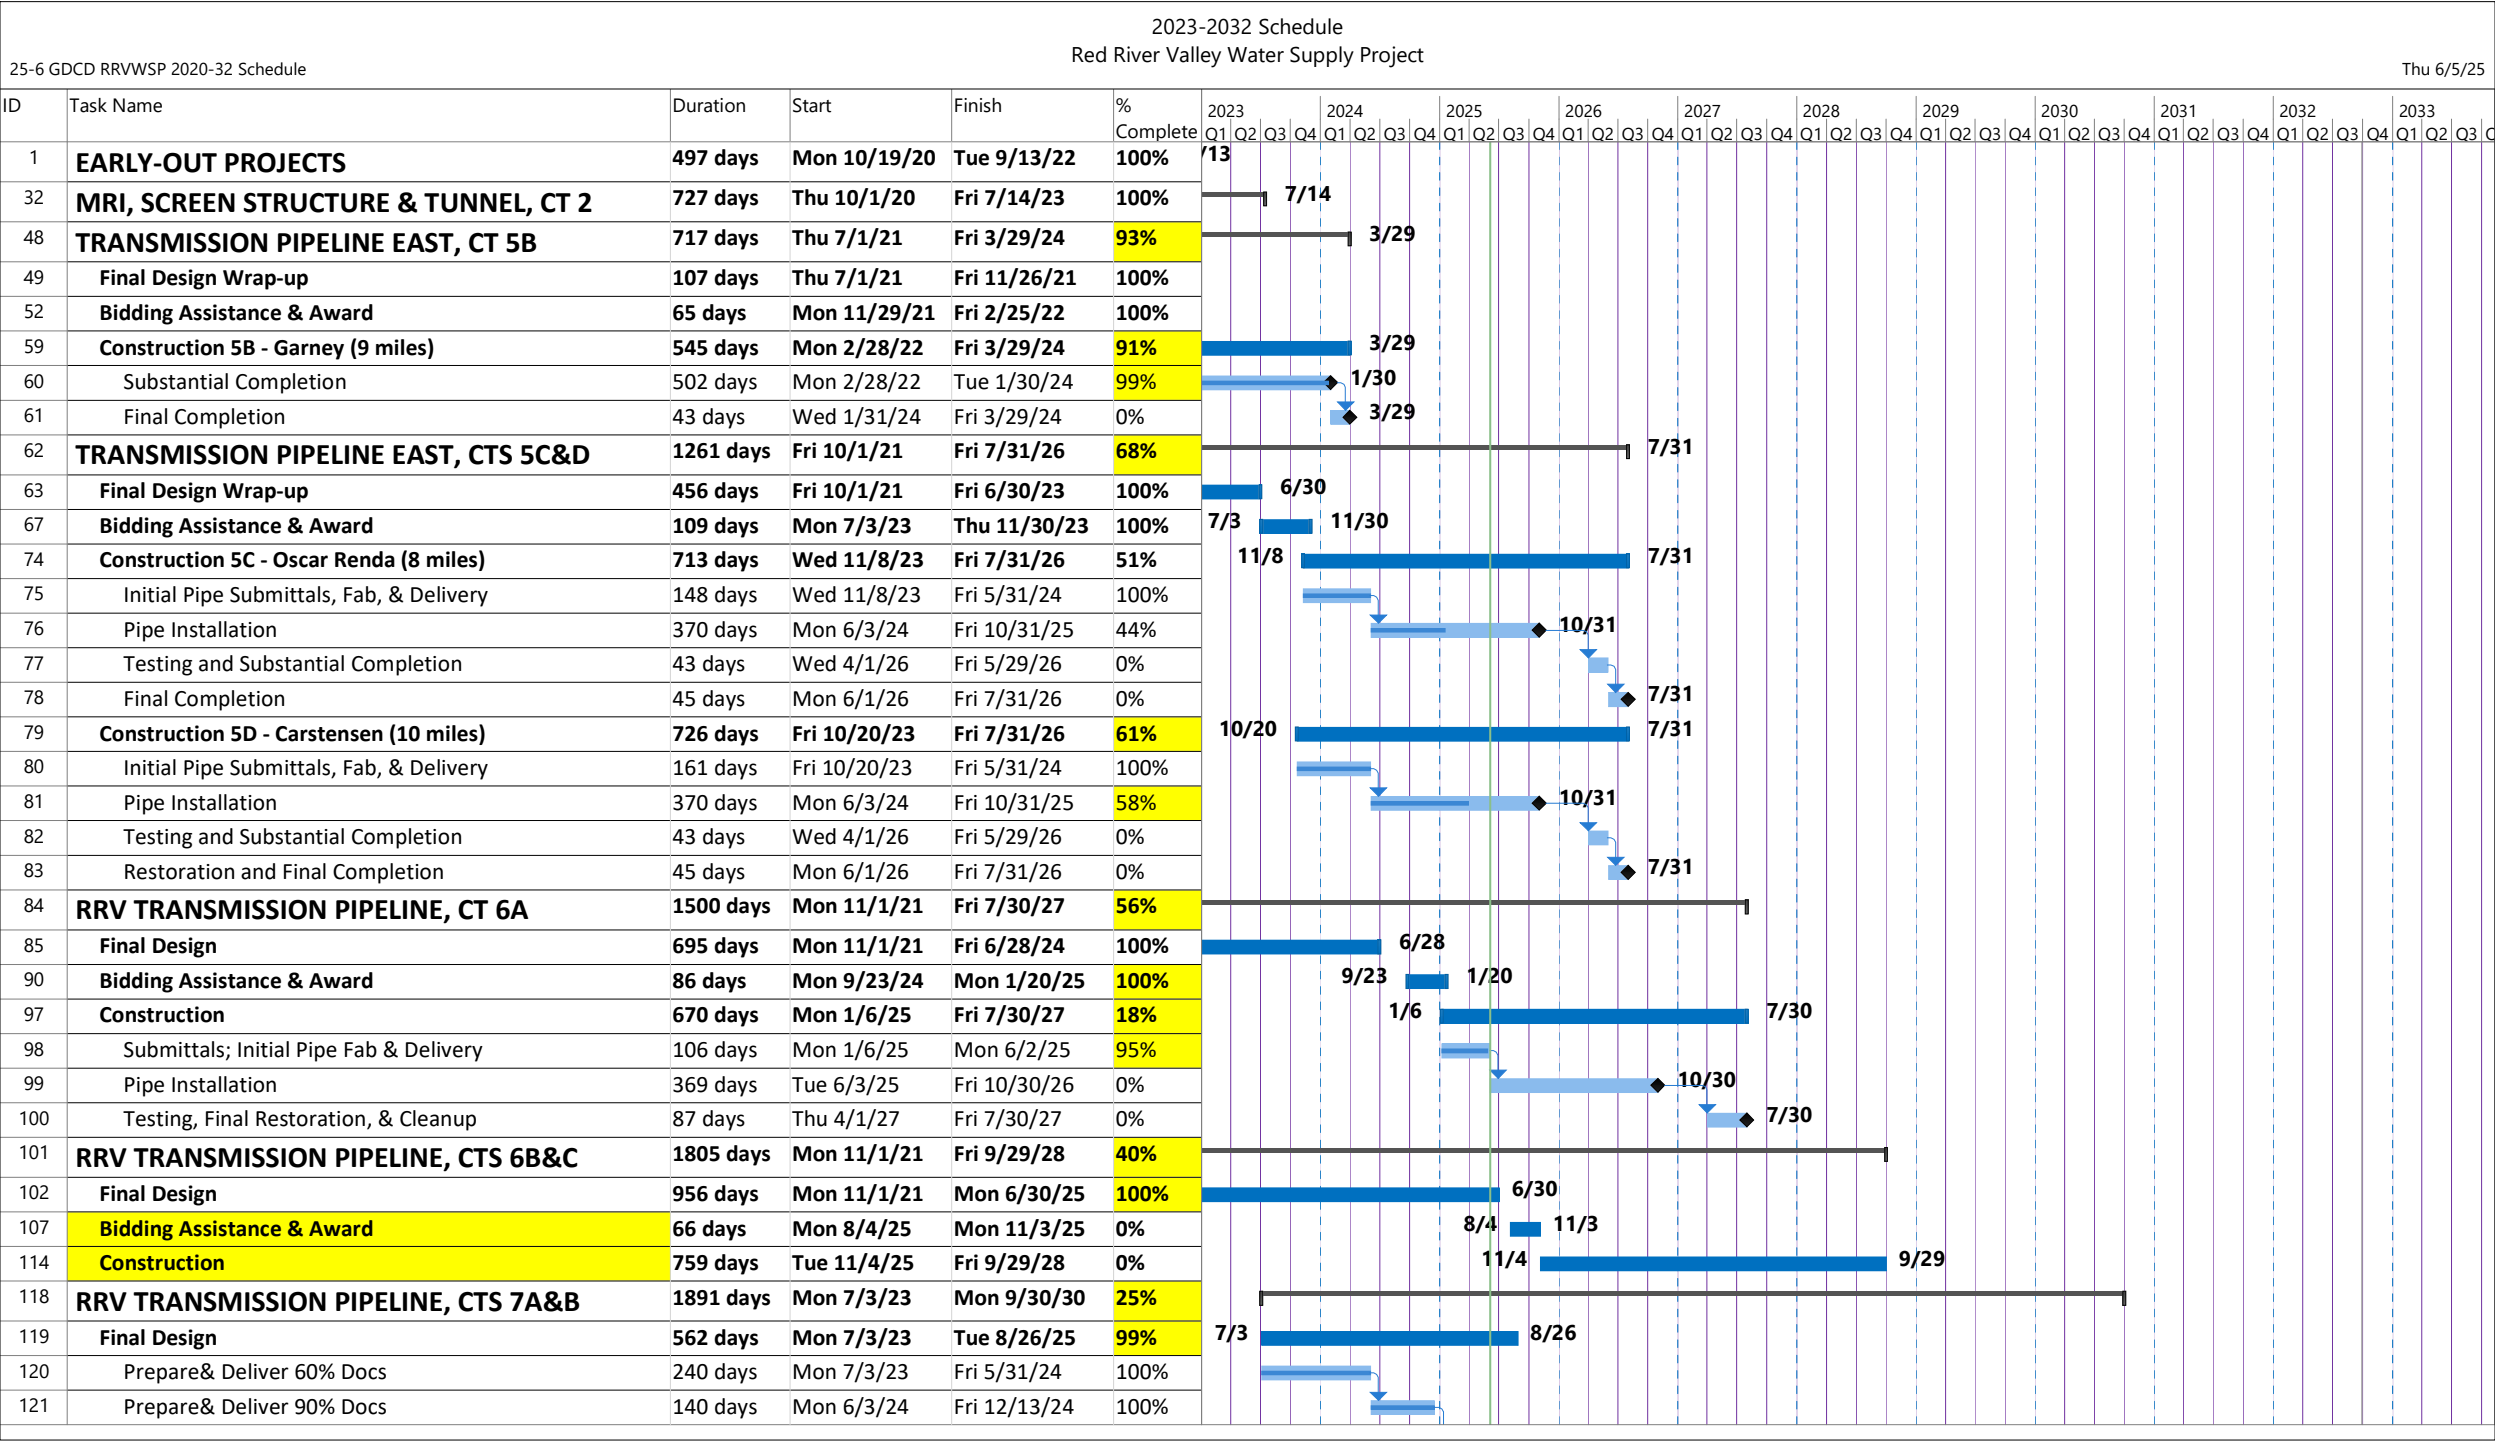 2023-2032 Schedule
Red River Valley Water Supply Project
25-6 GDCD RRVWSP 2020-32 Schedule
Thu 6/5/25
ID Task Name Duration Start Finish % Complete 2023 2024 2025 2026 2027 2028 2029 2030 2031 2032 2033
Q1 Q2 Q3 Q4 Q1 Q2 Q3 Q4 Q1 Q2 Q3 Q4 Q1 Q2 Q3 Q4 Q1 Q2 Q3 Q4 Q1 Q2 Q3 Q4 Q1 Q2 Q3 Q4 Q1 Q2 Q3 Q4 Q1 Q2 Q3 Q4 Q1 Q2 Q3 Q4 Q1 Q2 Q3
1 EARLY-OUT PROJECTS 497 days Mon 10/19/20 Tue 9/13/22 100% /13
32 MRI, SCREEN STRUCTURE & TUNNEL, CT 2 727 days Thu 10/1/20 Fri 7/14/23 100% 7/14
48 TRANSMISSION PIPELINE EAST, CT 5B 717 days Thu 7/1/21 Fri 3/29/24 93% 3/29
49 Final Design Wrap-up 107 days Thu 7/1/21 Fri 11/26/21 100%
52 Bidding Assistance & Award 65 days Mon 11/29/21 Fri 2/25/22 100%
59 Construction 5B - Garney (9 miles) 545 days Mon 2/28/22 Fri 3/29/24 91% 3/29
60 Substantial Completion 502 days Mon 2/28/22 Tue 1/30/24 99% 1/30
61 Final Completion 43 days Wed 1/31/24 Fri 3/29/24 0% 3/29
62 TRANSMISSION PIPELINE EAST, CTS 5C&D 1261 days Fri 10/1/21 Fri 7/31/26 68% 7/31
63 Final Design Wrap-up 456 days Fri 10/1/21 Fri 6/30/23 100% 6/30
67 Bidding Assistance & Award 109 days Mon 7/3/23 Thu 11/30/23 100% 7/3 11/30
74 Construction 5C - Oscar Renda (8 miles) 713 days Wed 11/8/23 Fri 7/31/26 51% 11/8 7/31
75 Initial Pipe Submittals, Fab, & Delivery 148 days Wed 11/8/23 Fri 5/31/24 100%
76 Pipe Installation 370 days Mon 6/3/24 Fri 10/31/25 44% 10/31
77 Testing and Substantial Completion 43 days Wed 4/1/26 Fri 5/29/26 0%
78 Final Completion 45 days Mon 6/1/26 Fri 7/31/26 0% 7/31
79 Construction 5D - Carstensen (10 miles) 726 days Fri 10/20/23 Fri 7/31/26 61% 10/20 7/31
80 Initial Pipe Submittals, Fab, & Delivery 161 days Fri 10/20/23 Fri 5/31/24 100%
81 Pipe Installation 370 days Mon 6/3/24 Fri 10/31/25 58% 10/31
82 Testing and Substantial Completion 43 days Wed 4/1/26 Fri 5/29/26 0%
83 Restoration and Final Completion 45 days Mon 6/1/26 Fri 7/31/26 0% 7/31
84 RRV TRANSMISSION PIPELINE, CT 6A 1500 days Mon 11/1/21 Fri 7/30/27 56%
85 Final Design 695 days Mon 11/1/21 Fri 6/28/24 100% 6/28
90 Bidding Assistance & Award 86 days Mon 9/23/24 Mon 1/20/25 100% 9/23 1/20
97 Construction 670 days Mon 1/6/25 Fri 7/30/27 18% 1/6 7/30
98 Submittals; Initial Pipe Fab & Delivery 106 days Mon 1/6/25 Mon 6/2/25 95%
99 Pipe Installation 369 days Tue 6/3/25 Fri 10/30/26 0% 10/30
100 Testing, Final Restoration, & Cleanup 87 days Thu 4/1/27 Fri 7/30/27 0% 7/30
101 RRV TRANSMISSION PIPELINE, CTS 6B&C 1805 days Mon 11/1/21 Fri 9/29/28 40%
102 Final Design 956 days Mon 11/1/21 Mon 6/30/25 100% 6/30
107 Bidding Assistance & Award 66 days Mon 8/4/25 Mon 11/3/25 0% 8/4 11/3
114 Construction 759 days Tue 11/4/25 Fri 9/29/28 0% 11/4 9/29
118 RRV TRANSMISSION PIPELINE, CTS 7A&B 1891 days Mon 7/3/23 Mon 9/30/30 25%
119 Final Design 562 days Mon 7/3/23 Tue 8/26/25 99% 7/3 8/26
120 Prepare& Deliver 60% Docs 240 days Mon 7/3/23 Fri 5/31/24 100%
121 Prepare& Deliver 90% Docs 140 days Mon 6/3/24 Fri 12/13/24 100%